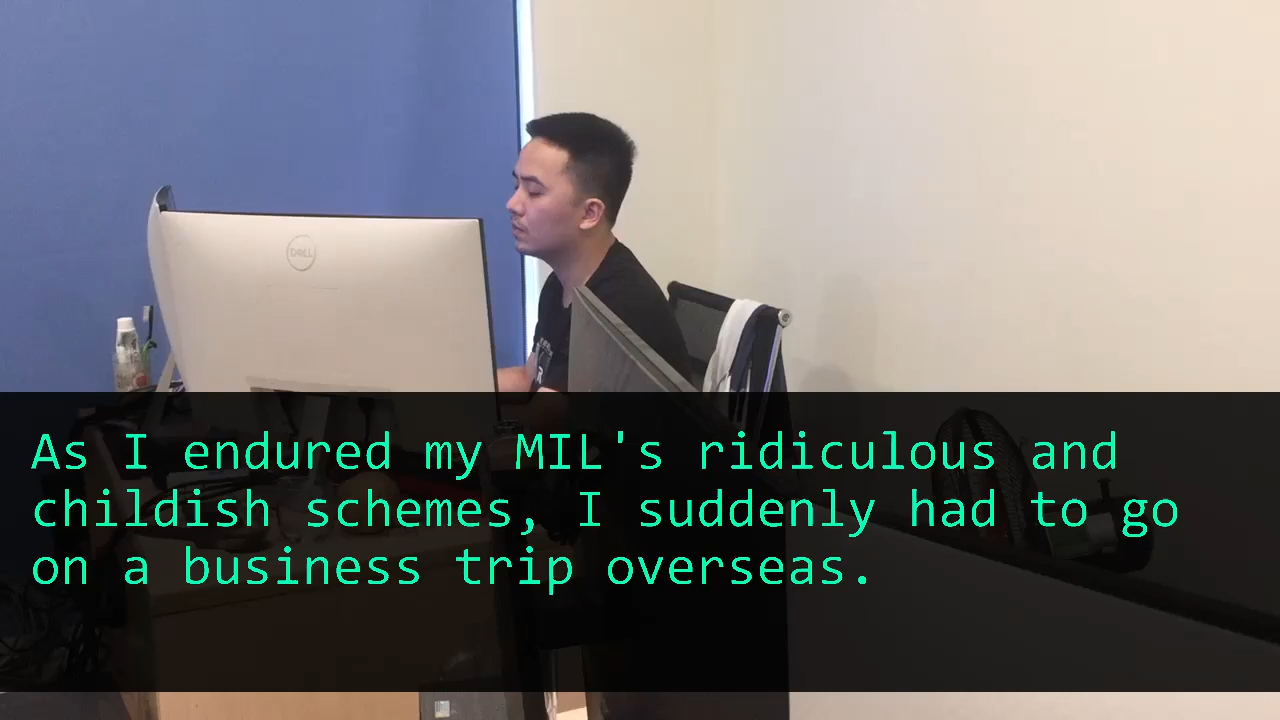 DELL
As I endured my MIL's ridiculous and
childish schemes, I suddenly had to go
on a business trip overseas.